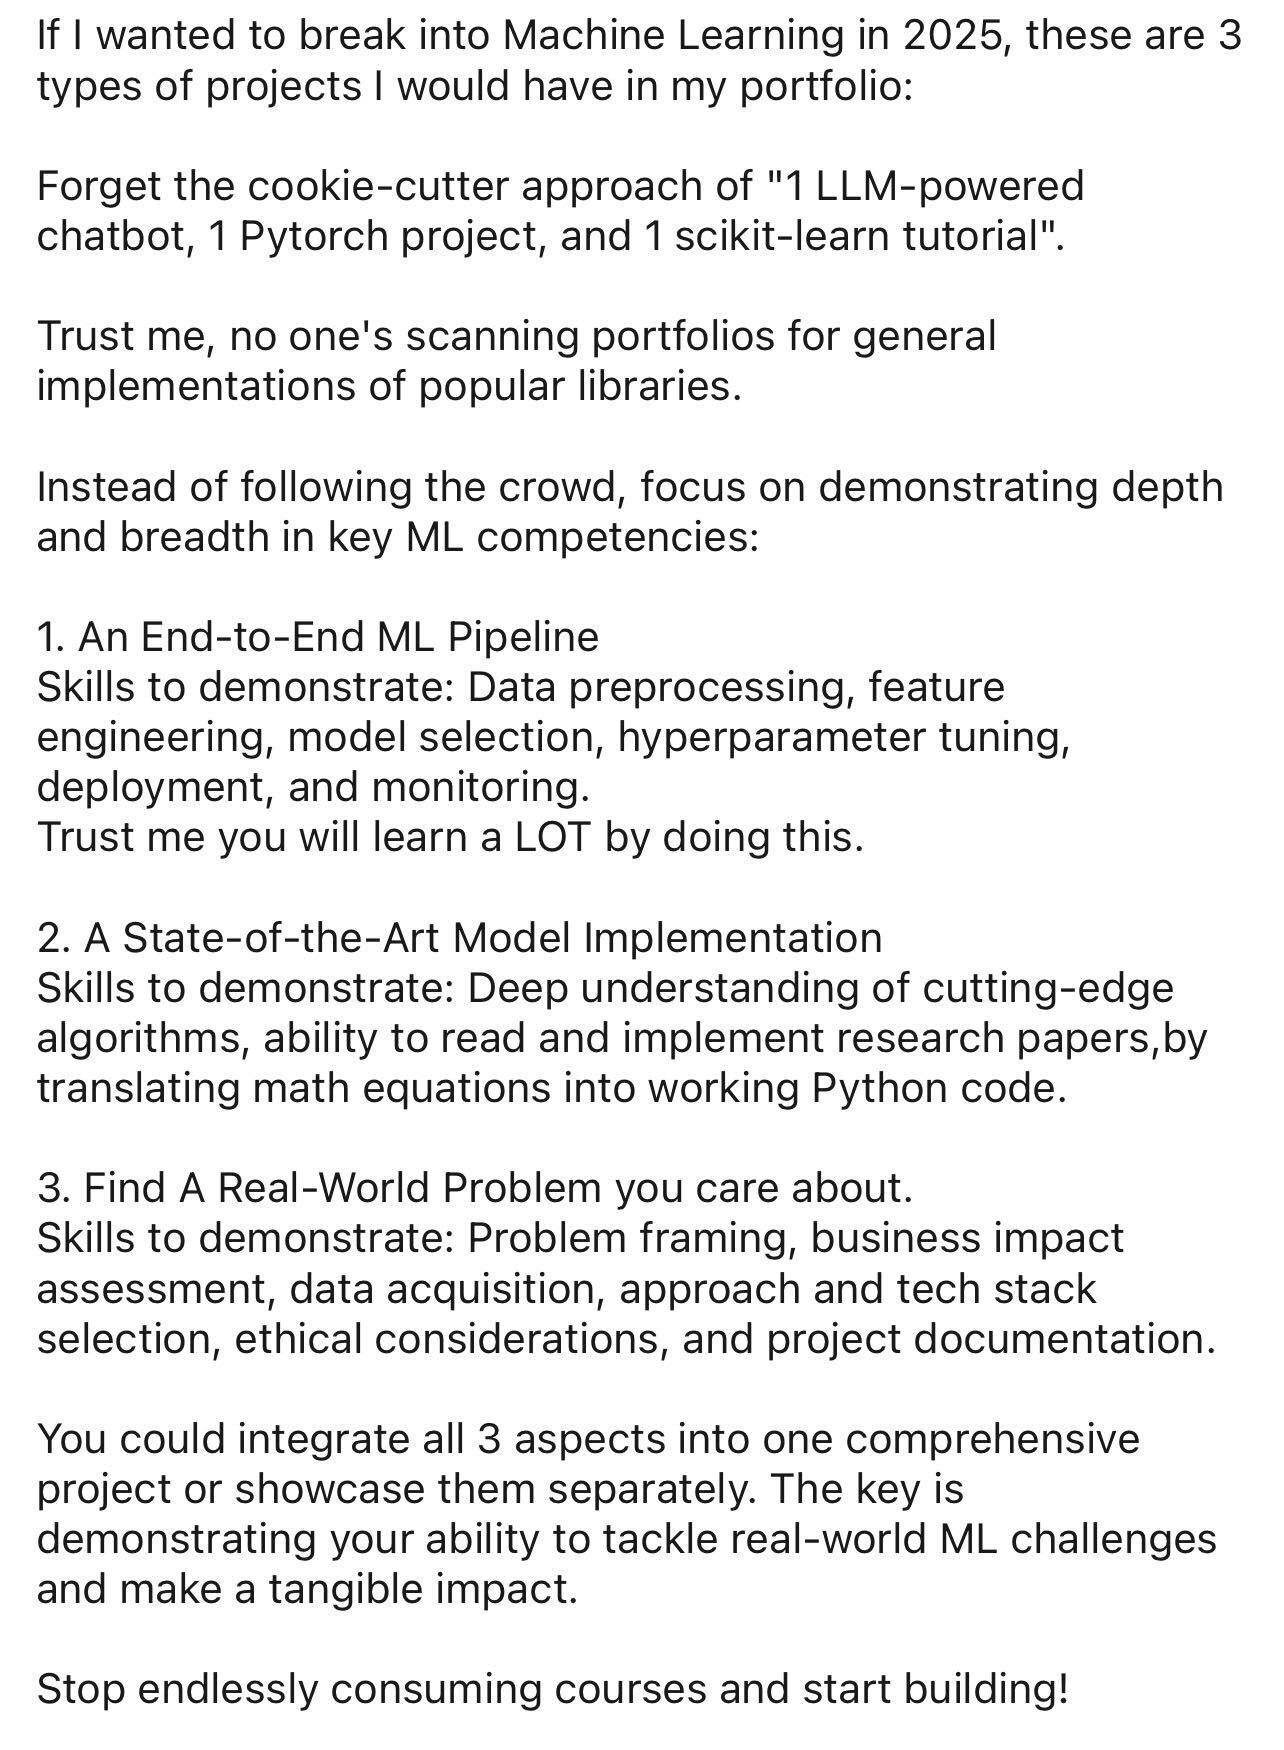 If I wanted to break into Machine Learning in 2025, these are 3
types of projects I would have in my portfolio:
Forget the cookie-cutter approach of "1 LLM-powered
chatbot, 1 Pytorch project, and 1 scikit-learn tutorial".
Trust me, no one's scanning portfolios for general
implementations of popular libraries.
Instead of following the crowd, focus on demonstrating depth
and breadth in key ML competencies:
1. An End-to-End ML Pipeline
Skills to demonstrate: Data preprocessing, feature
engineering, model selection, hyperparameter tuning,
deployment, and monitoring.
Trust me you will learn a LOT by doing this.
2. A State-of-the-Art Model Implementation
Skills to demonstrate: Deep understanding of cutting-edge
algorithms, ability to read and implement research papers,by
translating math equations into working Python code.
3. Find A Real-World Problem you care about.
Skills to demonstrate: Problem framing, business impact
assessment, data acquisition, approach and tech stack
selection, ethical considerations, and project documentation.
You could integrate all 3 aspects into one comprehensive
project or showcase them separately. The key is
demonstrating your ability to tackle real-world ML challenges
and make a tangible impact.
Stop endlessly consuming courses and start building!